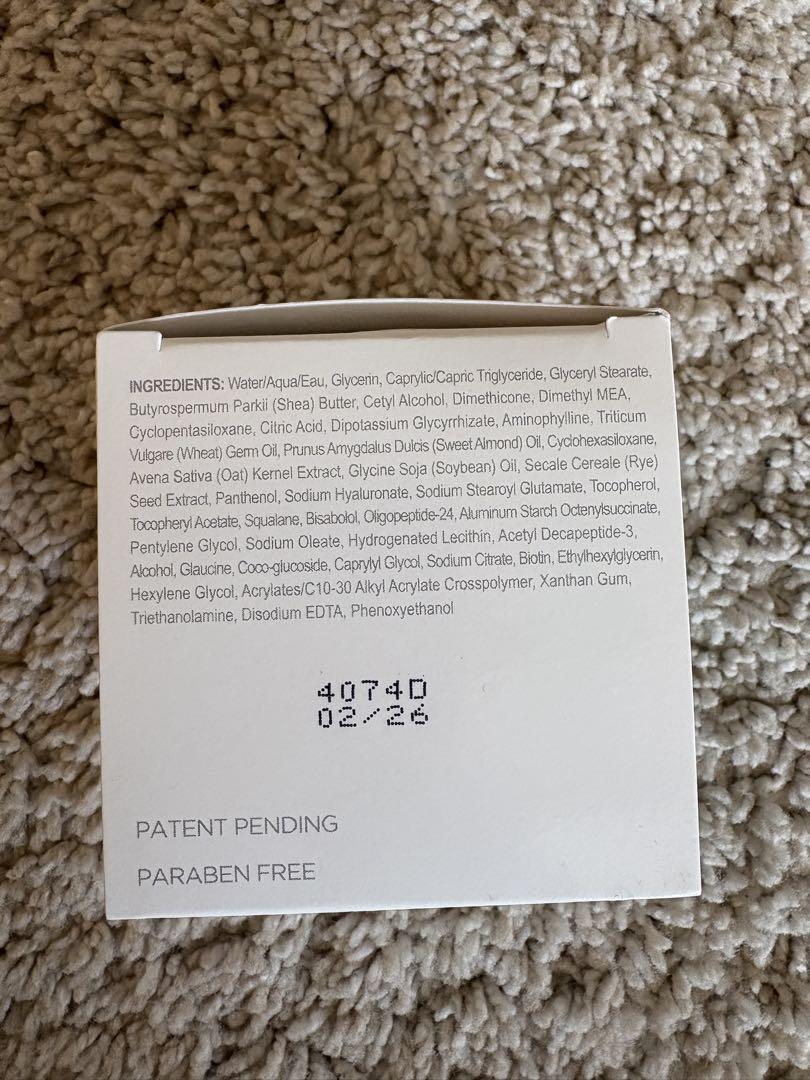 INGREDIENTS: Water/Aqua/Eau, Glycerin, Caprylic/Capric Triglyceride, Glyceryl Stearate,
Butyrospermum Parkii (Shea) Butter, Cetyl Alcohol, Dimethicone, Dimethyl MEA,
Cyclopentasiloxane, Citric Acid, Dipotassium Glycyrrhizate, Aminophylline, Triticum
Vulgare (Wheat) Germ Oil, Prunus Amygdalus Dulcis (Sweet Almond) Oil, Cyclohexasiloxane,
Avena Sativa (Oat) Kernel Extract, Glycine Soja (Soybean) Oil, Secale Cereale (Rye)
Seed Extract, Panthenol, Sodium Hyaluronate, Sodium Stearoyl Glutamate, Tocopherol,
Tocopheryl Acetate, Squalane, Bisabolol, Oligopeptide-24, Aluminum Starch Octenylsuccinate,
Pentylene Glycol, Sodium Oleate, Hydrogenated Lecithin, Acetyl Decapeptide-3,
Alcohol, Glaucine, Coco-glucoside, Caprylyl Glycol, Sodium Citrate, Biotin, Ethylhexylglycerin,
Hexylene Glycol, Acrylates/C10-30 Alkyl Acrylate Crosspolymer, Xanthan Gum,
Triethanolamine, Disodium EDTA, Phenoxyethanol
4074D
02/26
PATENT PENDING
PARABEN FREE